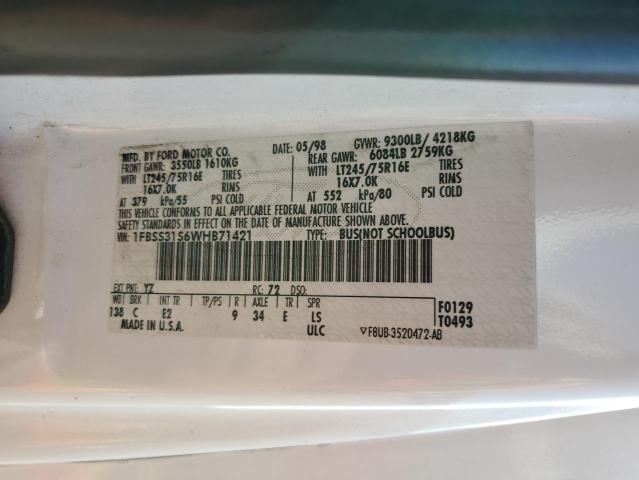 MFD. BY FORD MOTOR CO. DATE: 05/98 GVWR: 9300LB/ 4218KG
FRONT GAWR: 3550LB 1610KG REAR GAWR: 6084LB 2759KG
WITH LT245/75R16E TIRES WITH LT245/75R16E TIRES
16X7.0K RIMS 16X7.0K RIMS
AT 379 kPa/55 PSI COLD AT 552 kPa/80 PSI COLD
THIS VEHICLE CONFORMS TO ALL APPLICABLE FEDERAL MOTOR VEHICLE
SAFETY STANDARDS IN EFFECT ON THE DATE OF MANUFACTURE SHOWN ABOVE.
VIN: 1FBSS31S6WHB71421 TYPE: BUS(NOT SCHOOLBUS)
EXT PNT: YZ RC: 72 DSO:
WB BRK INT TR TP/PS R AXLE TR SPR
138 C E2 9 34 E LS
ULC
MADE IN U.S.A.
F0129
T0493
▽F8UB-3520472-AB